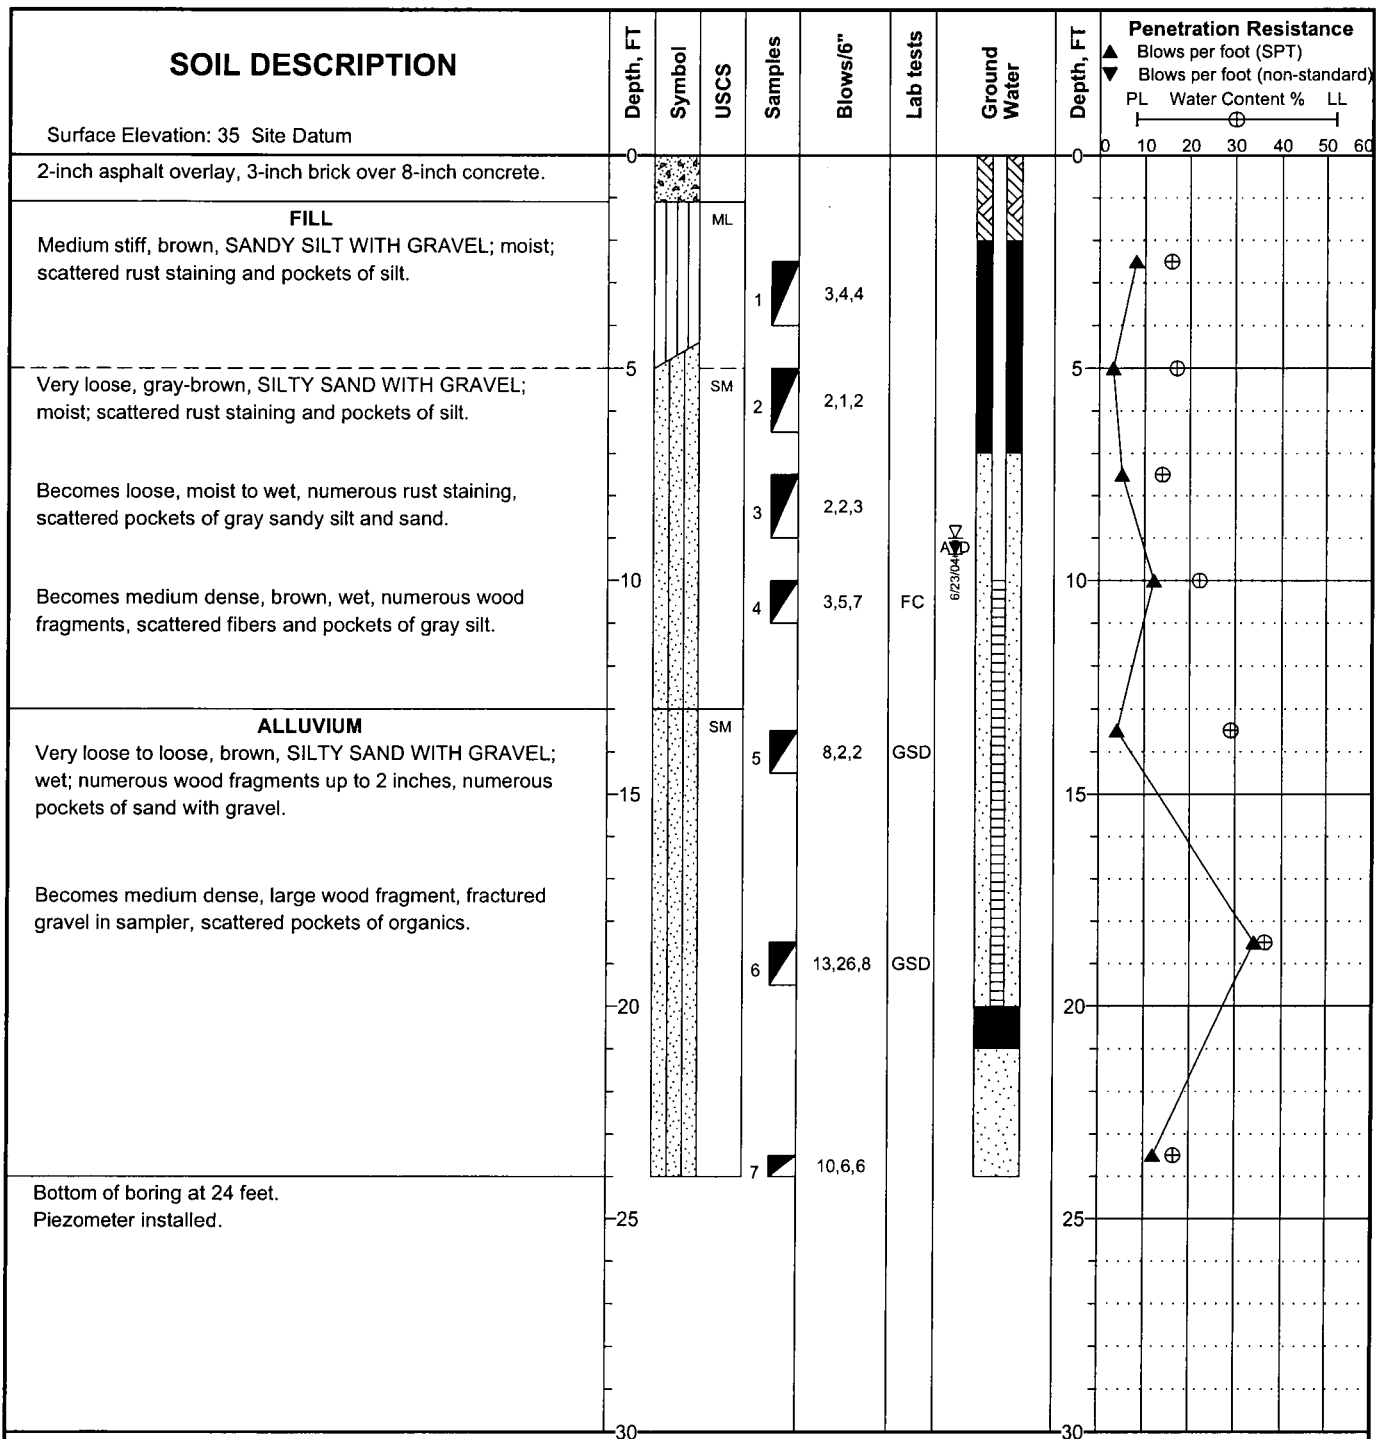 SOIL DESCRIPTION
Surface Elevation: 35 Site Datum
Depth, FT
Symbol
USCS
Samples
Blows/6"
Lab tests
Ground
Water
Depth, FT
Penetration Resistance
▲ Blows per foot (SPT)
▼ Blows per foot (non-standard)
PL Water Content % LL
0 10 20 30 40 50 60
0
0
2-inch asphalt overlay, 3-inch brick over 8-inch concrete.
FILL
ML
Medium stiff, brown, SANDY SILT WITH GRAVEL; moist;
scattered rust staining and pockets of silt.
1 3,4,4
5
5
Very loose, gray-brown, SILTY SAND WITH GRAVEL;
moist; scattered rust staining and pockets of silt.
SM
2 2,1,2
Becomes loose, moist to wet, numerous rust staining,
scattered pockets of gray sandy silt and sand.
3 2,2,3
6/23/04
10
10
Becomes medium dense, brown, wet, numerous wood
fragments, scattered fibers and pockets of gray silt.
4 3,5,7 FC
ALLUVIUM
SM
Very loose to loose, brown, SILTY SAND WITH GRAVEL;
wet; numerous wood fragments up to 2 inches, numerous
pockets of sand with gravel.
5 8,2,2 GSD
15
15
Becomes medium dense, large wood fragment, fractured
gravel in sampler, scattered pockets of organics.
6 13,26,8 GSD
20
20
7 10,6,6
Bottom of boring at 24 feet.
Piezometer installed.
25
25
30
30